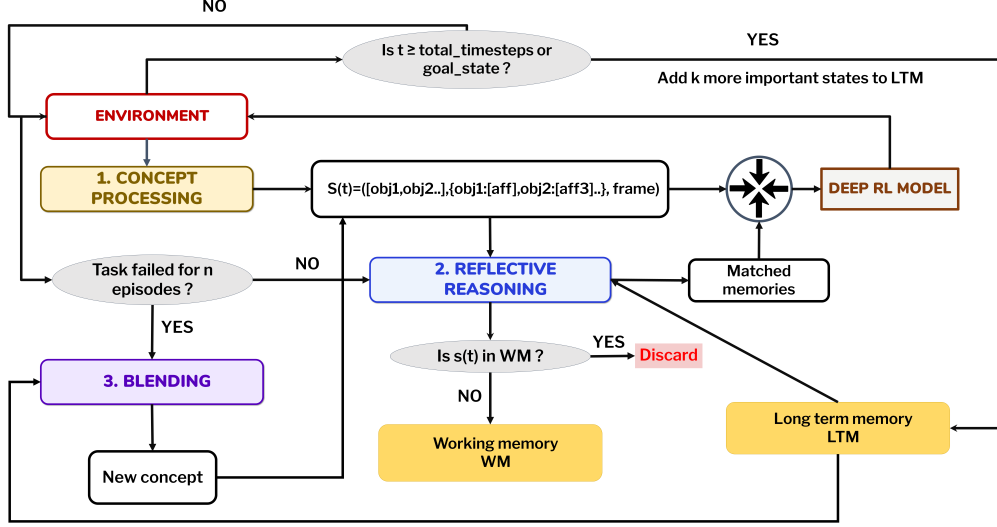 NO
Is t ≥ total_timesteps or
goal_state ?
YES
Add k more important states to LTM
ENVIRONMENT
1. CONCEPT
PROCESSING
S(t)=([obj1,obj2..],{obj1:[aff],obj2:[aff3]..}, frame)
DEEP RL MODEL
Task failed for n
episodes ?
NO
2. REFLECTIVE
REASONING
Matched
memories
YES
Is s(t) in WM ?
YES
Discard
3. BLENDING
NO
Long term memory
LTM
Working memory
WM
New concept